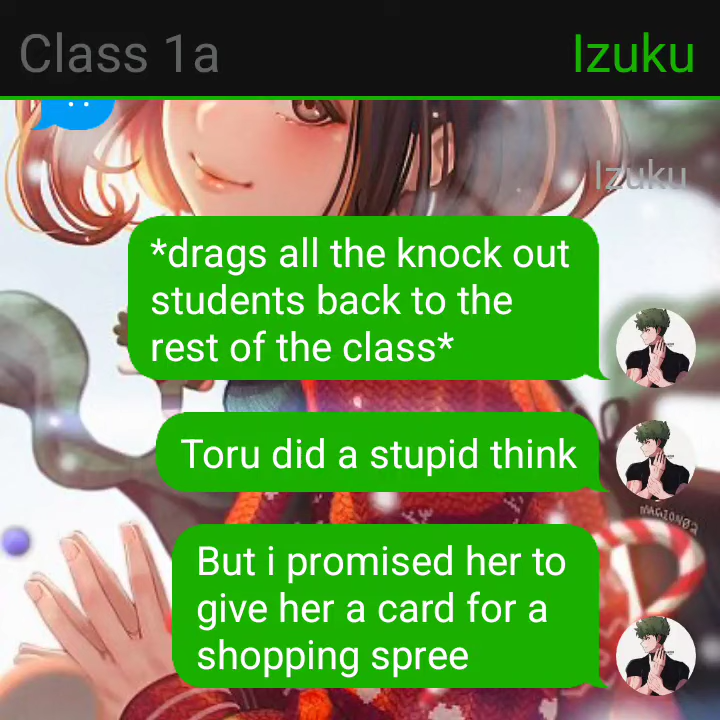 Class 1a
Izuku
Izuku
*drags all the knock out
students back to the
rest of the class*
Toru did a stupid think
MAGION02
But i promised her to
give her a card for a
shopping spree